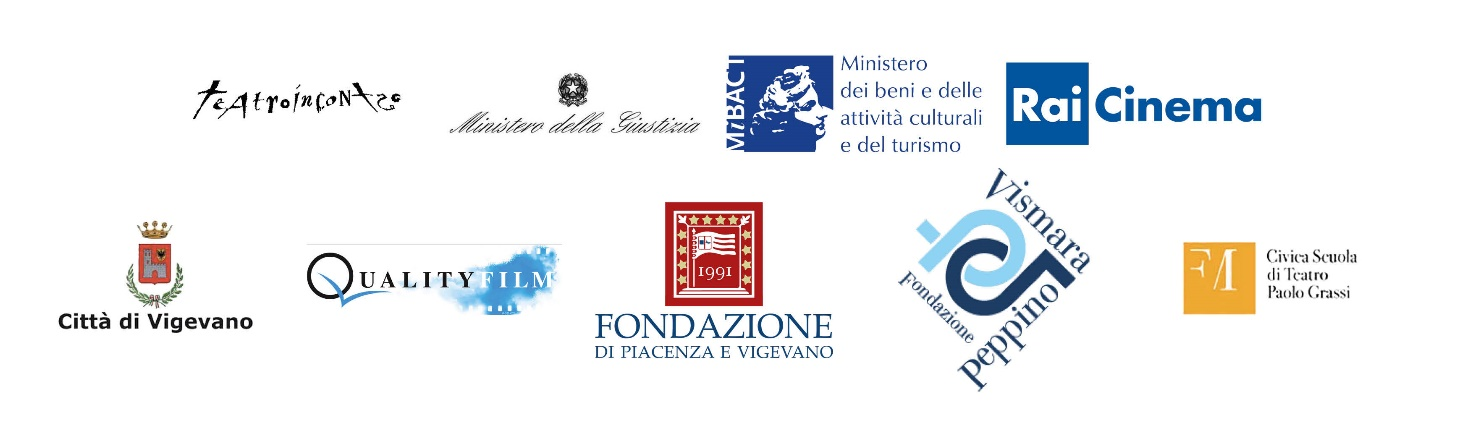 teatroincontro
Ministero della Giustizia
MiBACT
Ministero
dei beni e delle
attività culturali
e del turismo
Rai Cinema
Città di Vigevano
QUALITYFILM
1991
FONDAZIONE
DI PIACENZA E VIGEVANO
Vismara
Fondazione
Peppino
Civica Scuola
di Teatro
Paolo Grassi